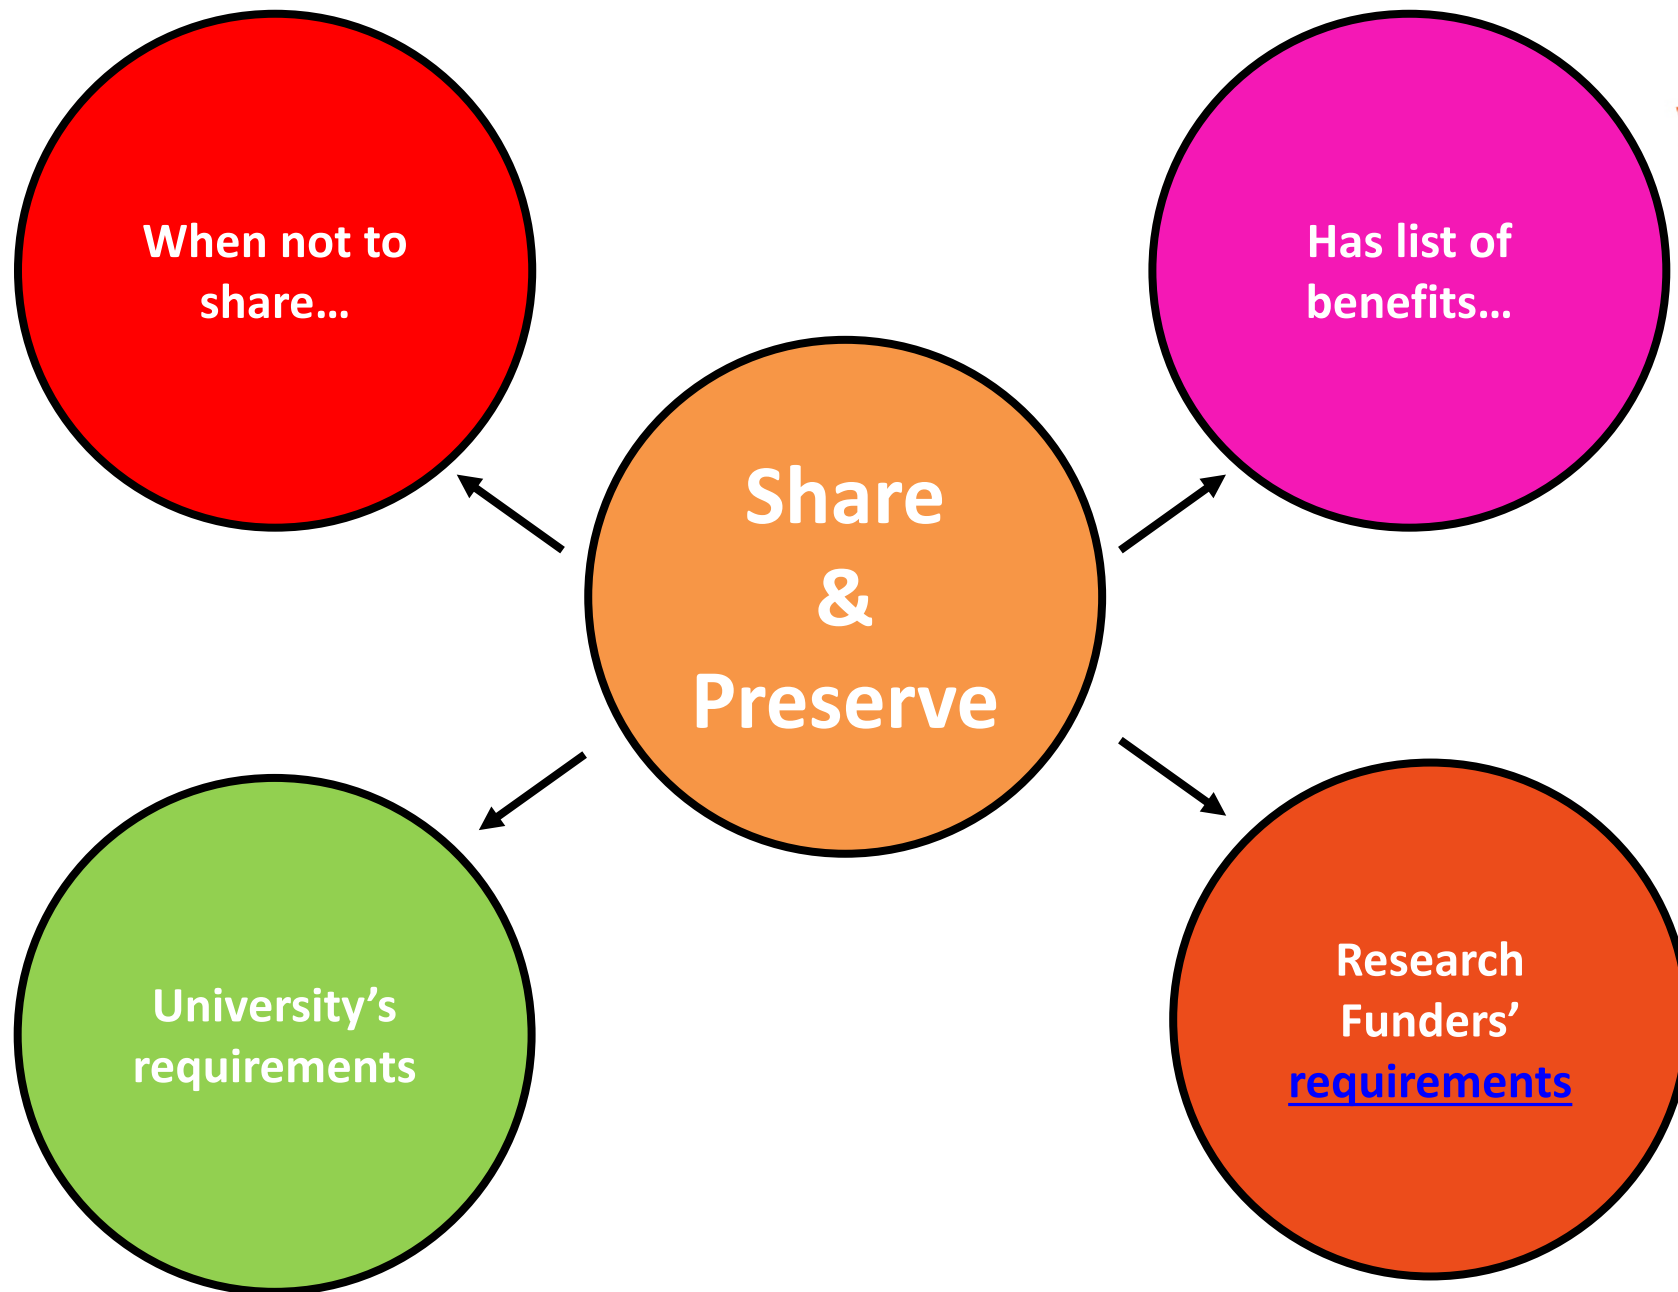 When not to
share…
Has list of
benefits…
Share
&
Preserve
University’s
requirements
Research
Funders’
requirements